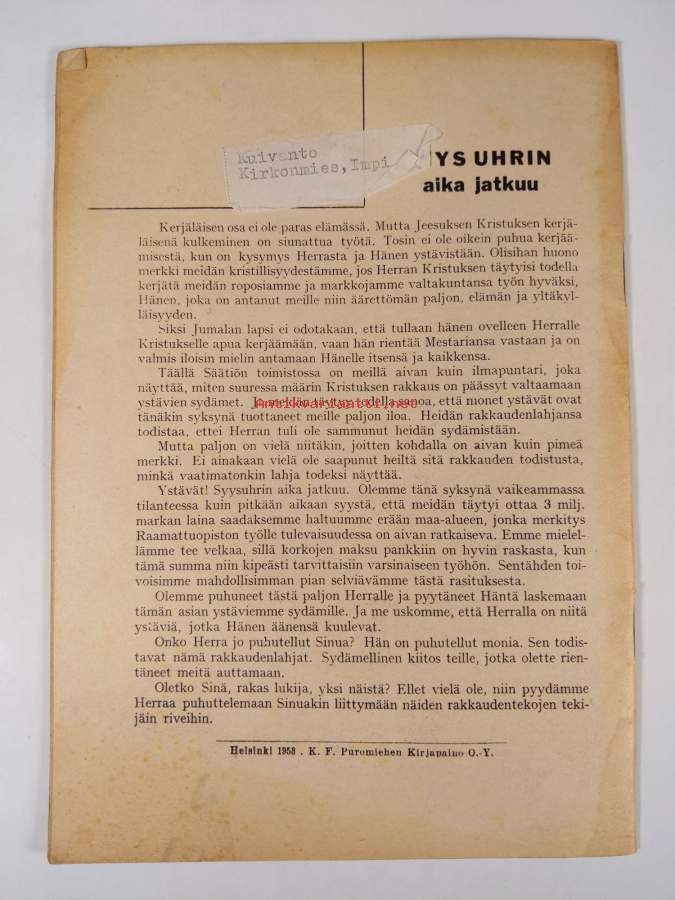 Kuivanto
Kirkonmies, Impi
YSUHRIN
aika jatkuu
Kerjäläisen osa ei ole paras elämässä. Mutta Jeesuksen Kristuksen kerjä-
läisenä kulkeminen on siunattua työtä. Tosin ei ole oikein puhua kerjää-
misestä, kun on kysymys Herrasta ja Hänen ystävistään. Olisihan huono
merkki meidän kristillisyydestämme, jos Herran Kristuksen täytyisi todella
kerjätä meidän roposiamme ja markkojamme valtakuntansa työn hyväksi,
Hänen, joka on antanut meille niin äärettömän paljon, elämän ja yltäkyl-
läisyyden.
Siksi Jumalan lapsi ei odotakaan, että tullaan hänen ovelleen Herralle
Kristukselle apua kerjäämään, vaan hän rientää Mestariansa vastaan ja on
valmis iloisin mielin antamaan Hänelle itsensä ja kaikkensa.
Täällä Säätiön toimistossa on meillä aivan kuin ilmapuntari, joka
näyttää, miten suuressa määrin Kristuksen rakkaus on päässyt valtaamaan
ystävien sydämet. Ja meidän täytyy todella sanoa, että monet ystävät ovat
antikvariaatti.net
tänäkin syksynä tuottaneet meille paljon iloa. Heidän rakkaudenlahjansa
todistaa, ettei Herran tuli ole sammunut heidän sydämistään.
Mutta paljon on vielä niitäkin, joitten kohdalla on aivan kuin pimeä
merkki. Ei ainakaan vielä ole saapunut heiltä sitä rakkauden todistusta,
minkä vaatimatonkin lahja todeksi näyttää.
Ystävät! Syysuhrin aika jatkuu. Olemme tänä syksynä vaikeammassa
tilanteessa kuin pitkään aikaan syystä, että meidän täytyi ottaa 3 milj.
markan laina saadaksemme haltuumme erään maa-alueen, jonka merkitys
Raamattuopiston työlle tulevaisuudessa on aivan ratkaiseva. Emme mielel-
lämme tee velkaa, sillä korkojen maksu pankkiin on hyvin raskasta, kun
tämä summa niin kipeästi tarvittaisiin varsinaiseen työhön. Sentähden toi-
voisimme mahdollisimman pian selviävämme tästä rasituksesta.
Olemme puhuneet tästä paljon Herralle ja pyytäneet Häntä laskemaan
tämän asian ystäviemme sydämille. Ja me uskomme, että Herralla on niitä
ystäviä, jotka Hänen äänensä kuulevat.
Onko Herra jo puhutellut Sinua? Hän on puhutellut monia. Sen todis-
tavat nämä rakkaudenlahjat. Sydämellinen kiitos teille, jotka olette rien-
täneet meitä auttamaan.
Oletko Sinä, rakas lukija, yksi näistä? Ellet vielä ole, niin pyydämme
Herraa puhuttelemaan Sinuakin liittymään näiden rakkaudentekojen teki-
jäin riveihin.
Helsinki 1953 . K. F. Puromiehen Kirjapaino O.-Y.